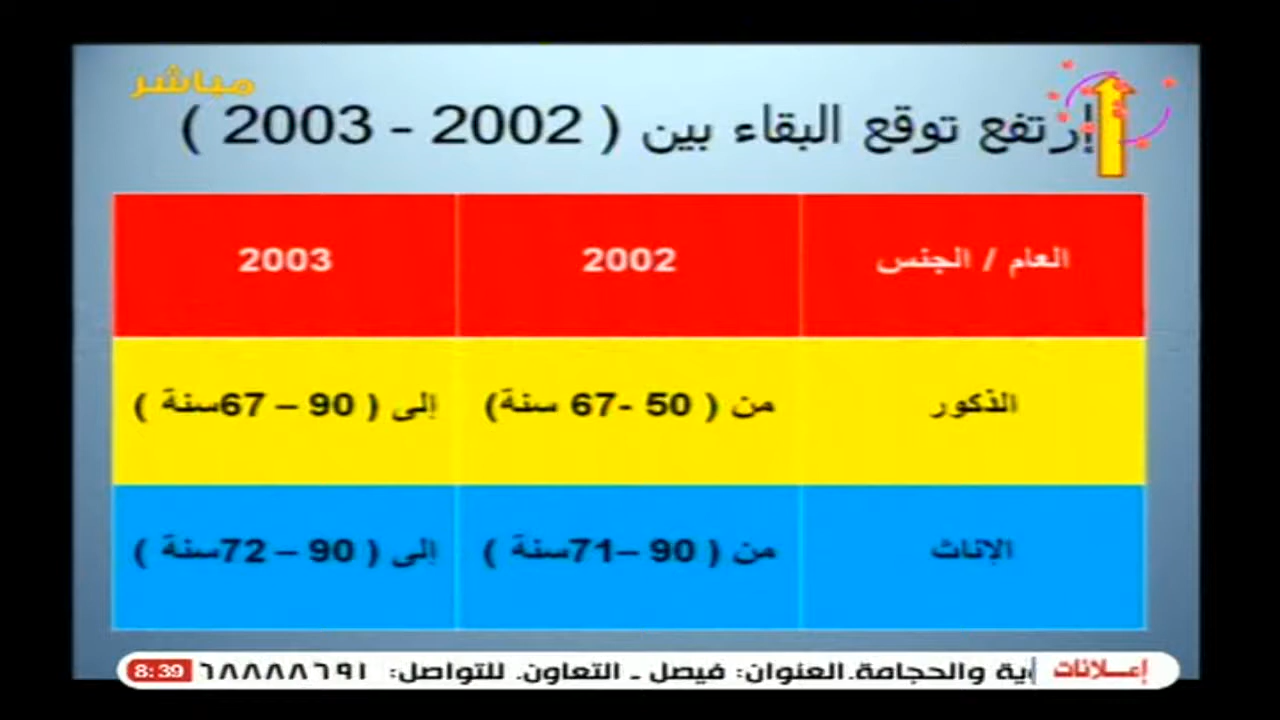 مباشر
إرتفع توقع البقاء بين ( 2002 - 2003 )
العام / الجنس 2002 2003
الذكور من ( 50 -67 سنة) إلى ( 90 – 67سنة )
الإناث من ( 90 –71سنة ) إلى ( 90 – 72سنة )
إعـلانات ية والحجامة.العنوان: فيصل ـ التعاون. للتواصل: ٦٨٨٨٨٦٩١ 8:39